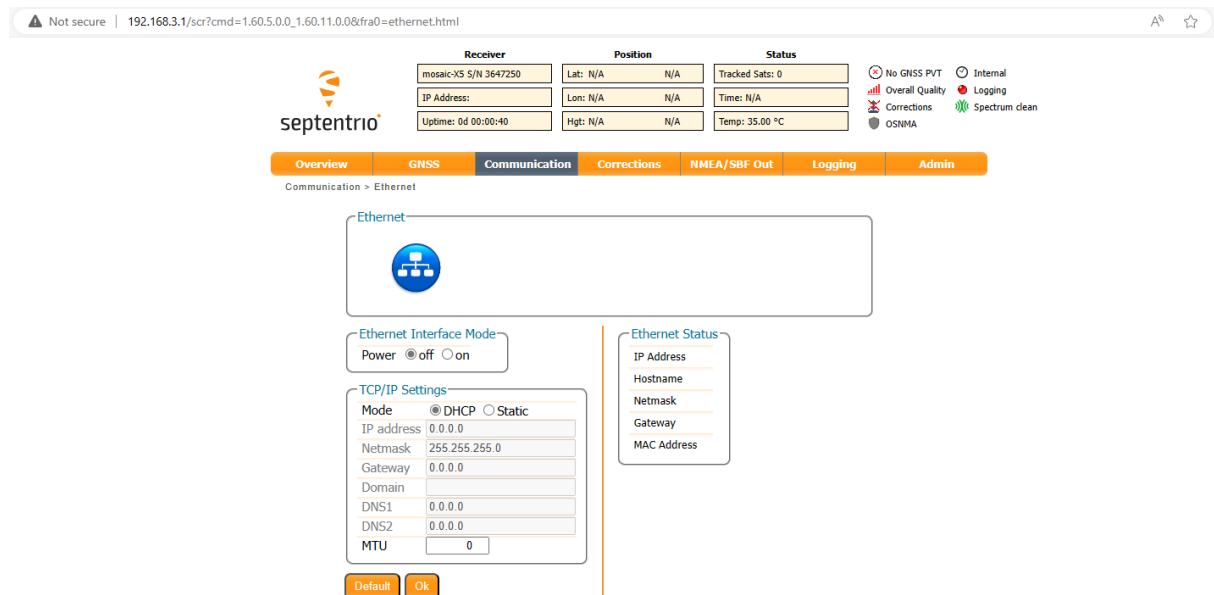 Not secure 192.168.3.1/scr?cmd=1.60.5.0.0_1.60.11.0.0&fra0=ethernet.html A
Receiver Position Status
mosaic-X5 S/N 3647250 Lat: N/A N/A Tracked Sats: 0 No GNSS PVT Internal
IP Address: Lon: N/A N/A Time: N/A Overall Quality Logging
Uptime: 0d 00:00:40 Hgt: N/A N/A Temp: 35.00 °C Corrections Spectrum clean
OSNMA
septentrio
Overview GNSS Communication Corrections NMEA/SBF Out Logging Admin
Communication > Ethernet
Ethernet
Ethernet Interface Mode
Power off on
TCP/IP Settings
Mode DHCP Static
IP address 0.0.0.0
Netmask 255.255.255.0
Gateway 0.0.0.0
Domain
DNS1 0.0.0.0
DNS2 0.0.0.0
MTU 0
Default Ok
Ethernet Status
IP Address
Hostname
Netmask
Gateway
MAC Address